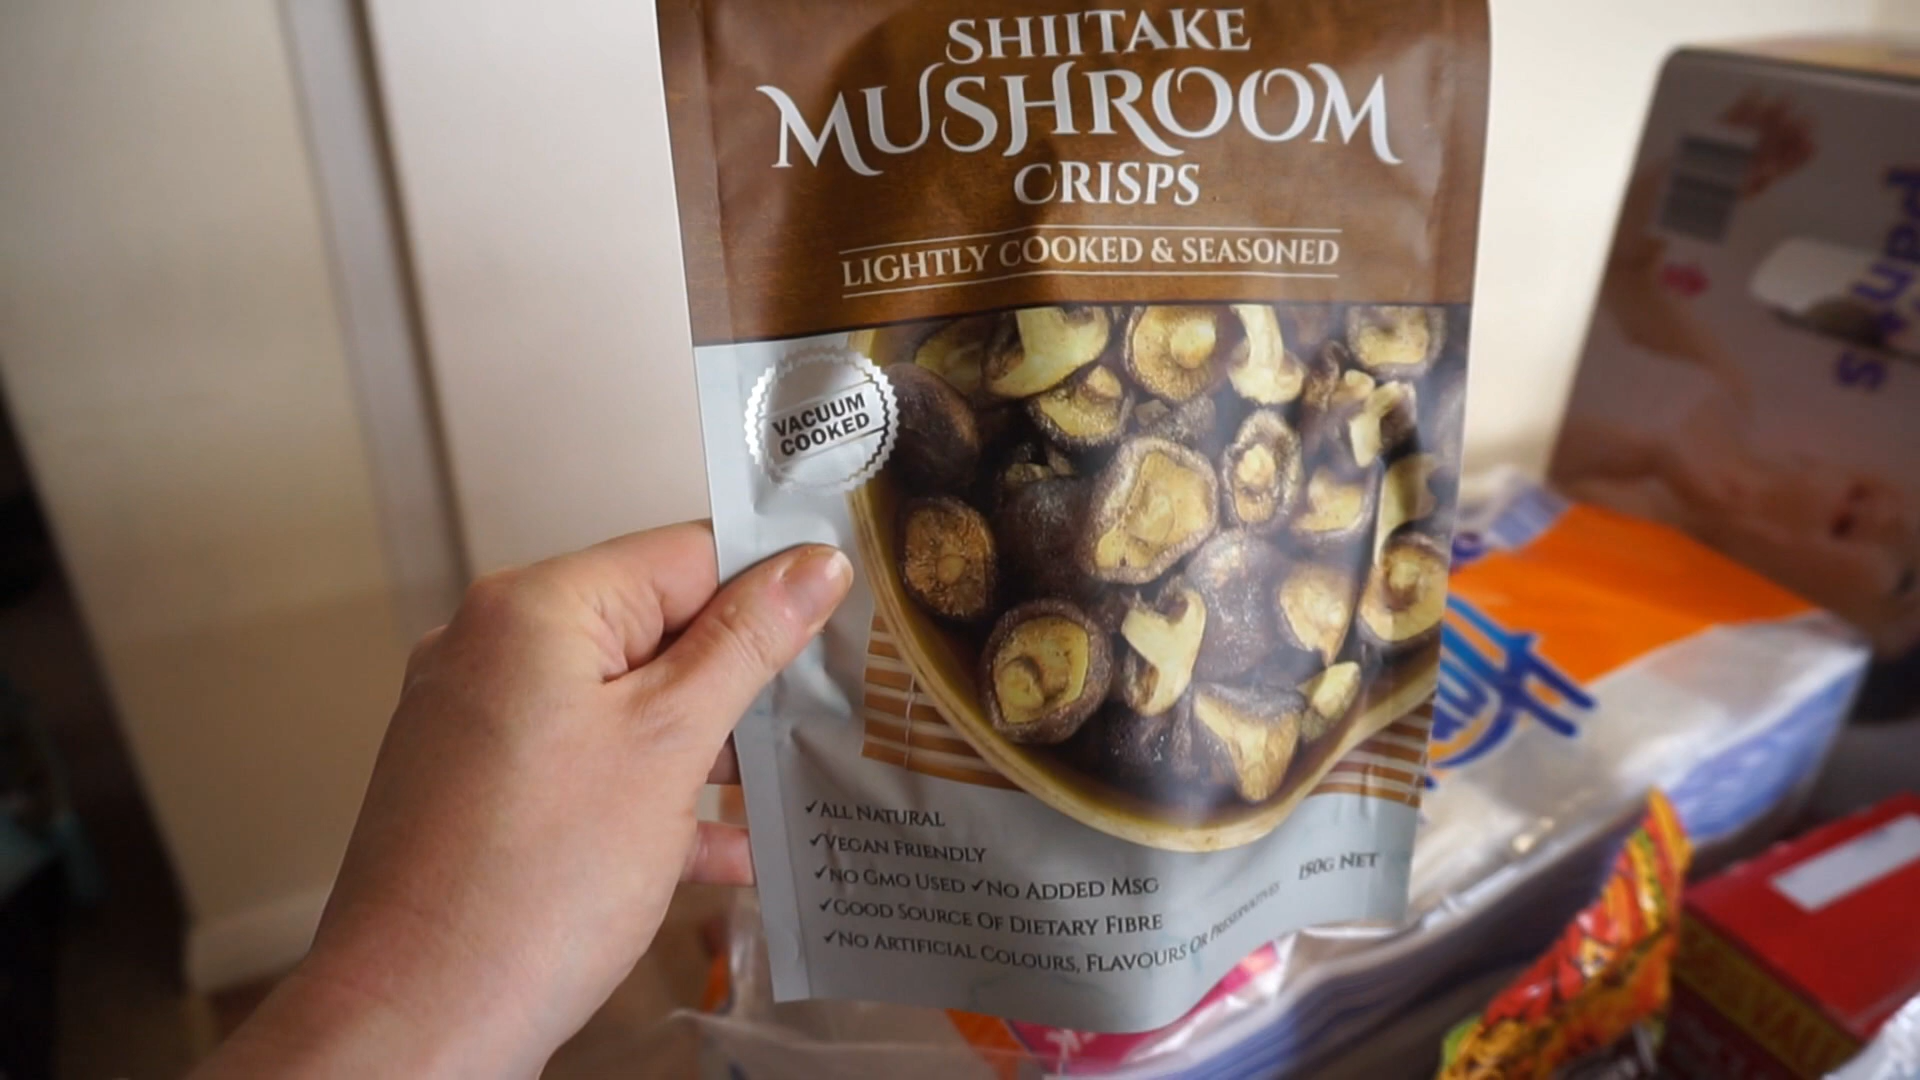 SHIITAKE
MUSHROOM
CRISPS
LIGHTLY COOKED & SEASONED
VACUUM
COOKED
✓ALL NATURAL
✓VEGAN FRIENDLY
✓NO GMO USED ✓NO ADDED MSG
✓GOOD SOURCE OF DIETARY FIBRE
✓NO ARTIFICIAL COLOURS, FLAVOURS OR PRESERVATIVES
150G NET